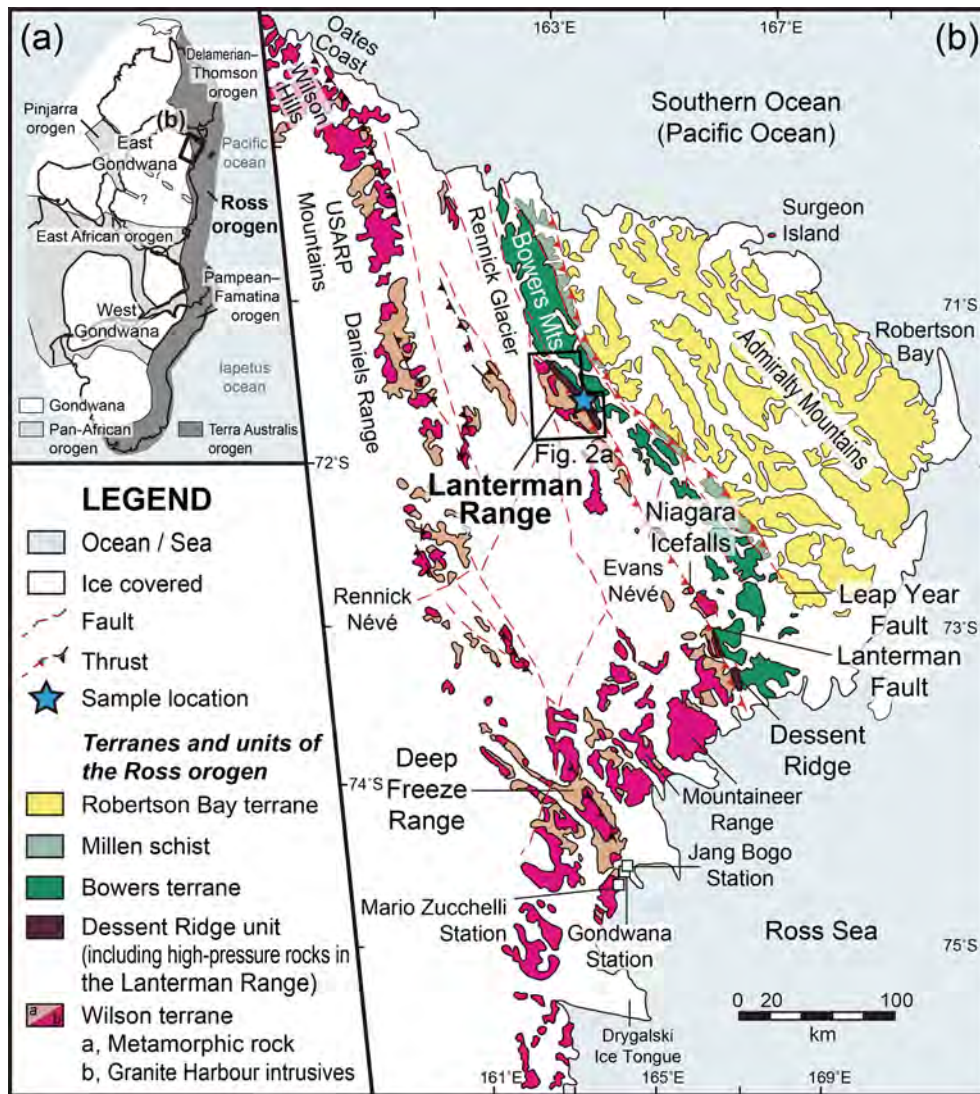 (a)
Delamerian–
Thomson
orogen
Pinjarra
orogen
(b)
East
Gondwana
Pacific
ocean
?
?
Ross
orogen
East African orogen
Pampean–
Famatina
orogen
West
Gondwana
Iapetus
ocean
Gondwana
Pan-African
orogen
Terra Australis
orogen
LEGEND
Ocean / Sea
Ice covered
Fault
Thrust
Sample location
Terranes and units of
the Ross orogen
Robertson Bay terrane
Millen schist
Bowers terrane
Dessent Ridge unit
(including high-pressure rocks in
the Lanterman Range)
a
b
Wilson terrane
a, Metamorphic rock
b, Granite Harbour intrusives
163°E
167°E
(b)
Oates
Coast
Wilson
Hills
Southern Ocean
(Pacific Ocean)
USARP
Mountains
Rennick Glacier
Bowers Mts
Surgeon
Island
71°S
Robertson
Bay
Daniels Range
Admiralty Mountains
Fig. 2a
72°S
Lanterman
Range
Niagara
Icefalls
Evans
Névé
Rennick
Névé
Leap Year
Fault
73°S
Lanterman
Fault
Dessent
Ridge
Deep
Freeze
Range
74°S
Mountaineer
Range
Jang Bogo
Station
Mario Zucchelli
Station
Gondwana
Station
Ross Sea
75°S
0 20 100
km
Drygalski
Ice Tongue
161°E
165°E
169°E